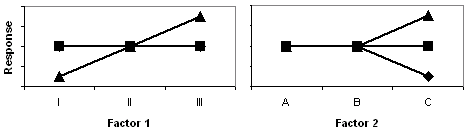 Response
I II III
A B C
Factor 1
Factor 2